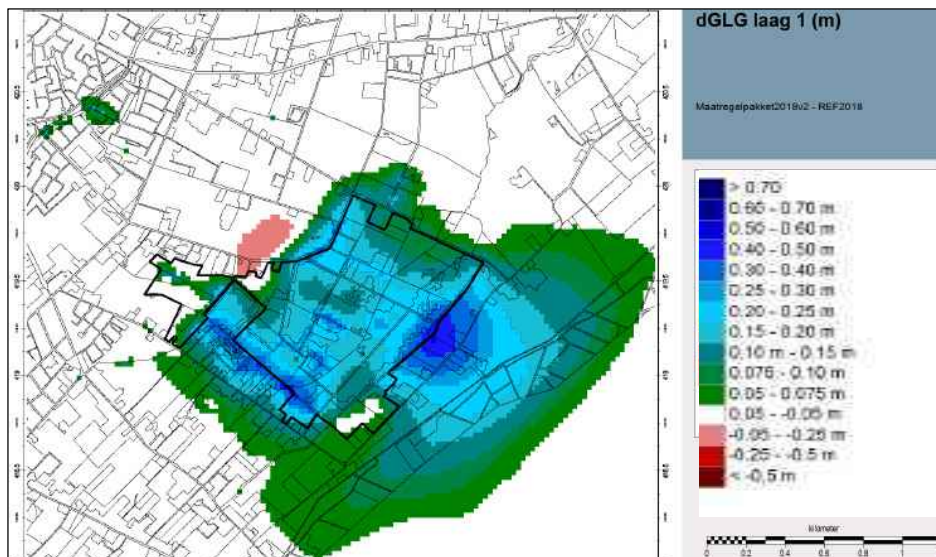 dGLG laag 1 (m)
Maatregelpakket2018v2 - REF2018
> 0.70
0.60 - 0.70 m
0.50 - 0.60 m
0.40 - 0.50 m
0.30 - 0.40 m
0.25 - 0.30 m
0.20 - 0.25 m
0.15 - 0.20 m
0.10 m - 0.15 m
0.075 - 0.10 m
0.05 - 0.075 m
0.05 - -0.05 m
-0.05 - -0.25 m
-0.25 - -0.5 m
< -0.5 m
kilometer
0 0.2 0.4 0.6 0.8 1